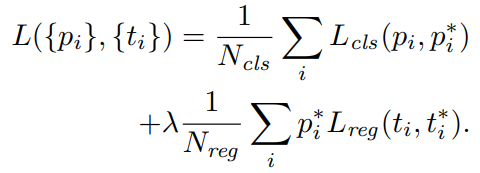 L({p_i}, {t_i}) = \frac{1}{N_{cls}} \sum_i L_{cls}(p_i, p_i^*)
+\lambda \frac{1}{N_{reg}} \sum_i p_i^* L_{reg}(t_i, t_i^*).